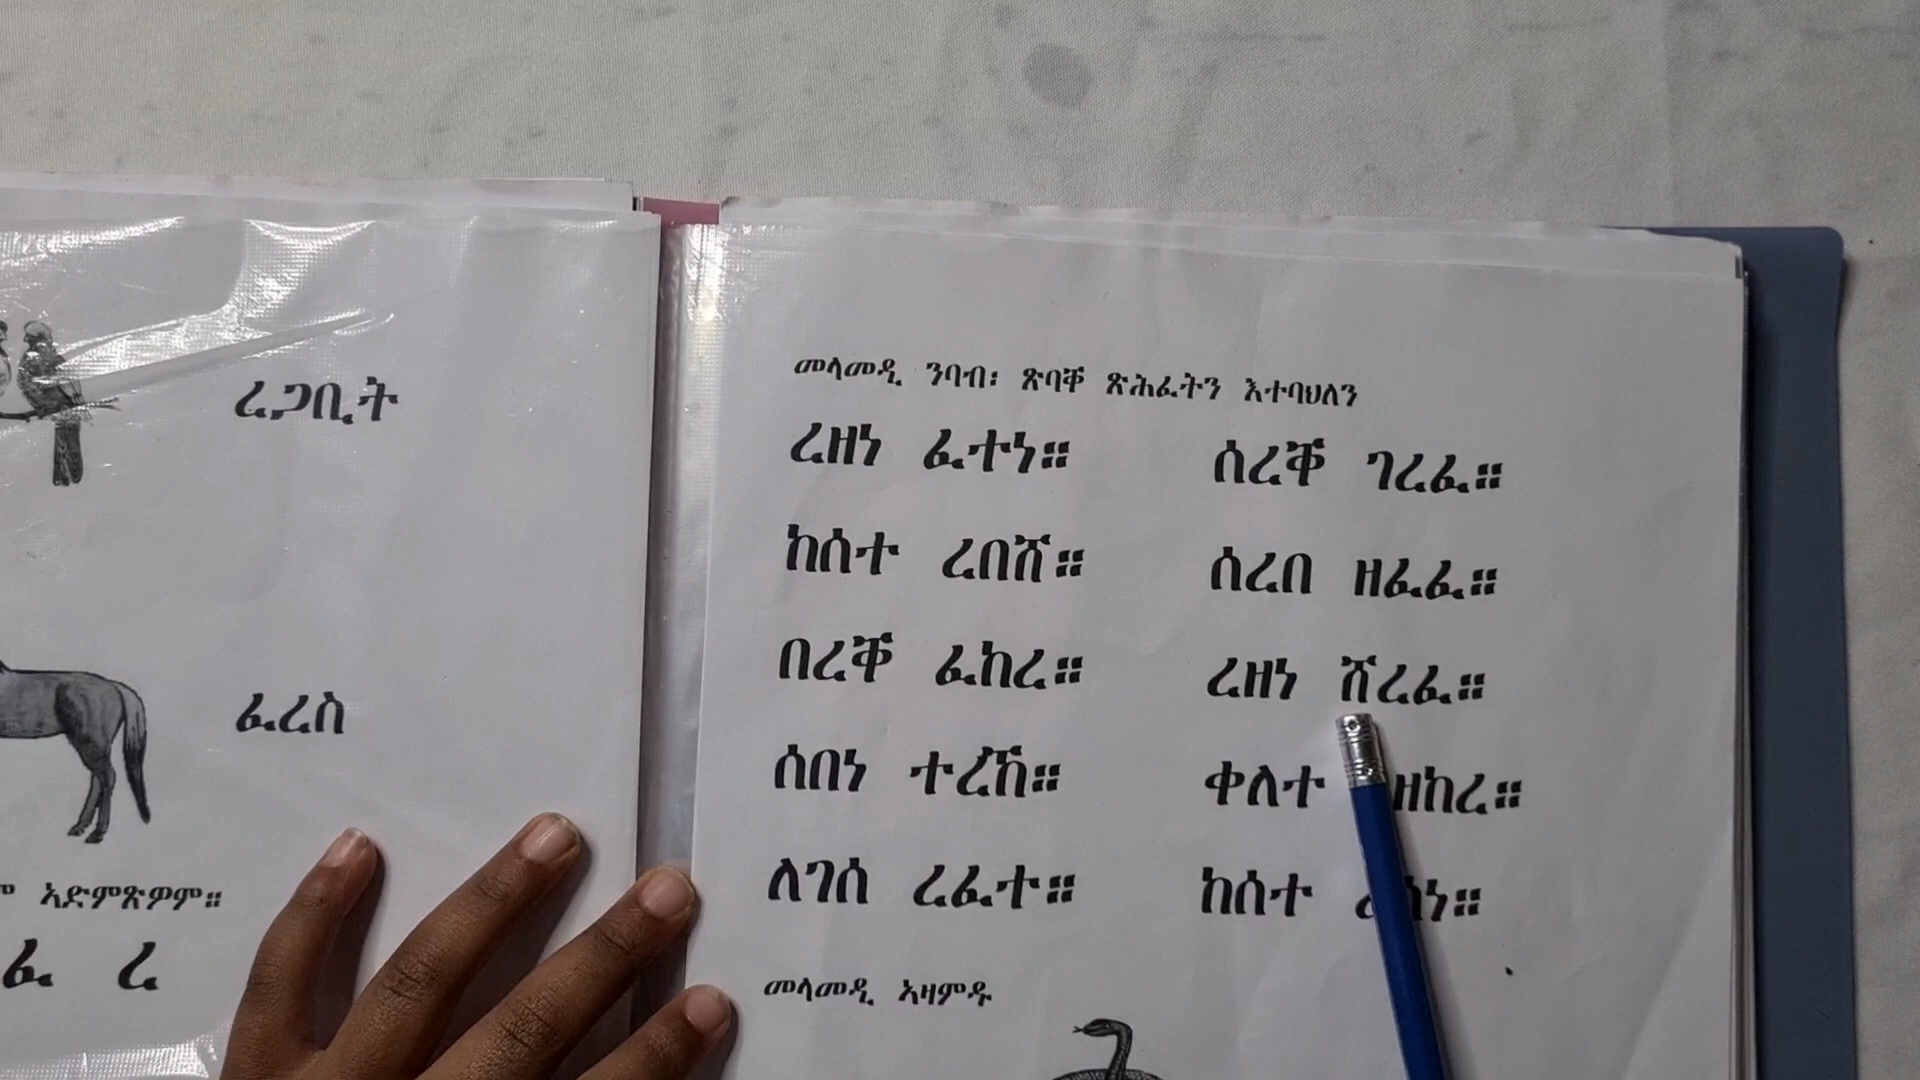 ረጋቢት
ፈረስ
ኣድምጽዎም።
ፈ ረ
መላመዲ ንባብ፡ ጽባቐ ጽሕፈትን እተባህለን
ረዘነ ፈተነ። ሰረቐ ገረፈ።
ከሰተ ረበሸ። ሰረበ ዘፈፈ።
በረቐ ፈከረ። ረዘነ ሸረፈ።
ሰበነ ተረኸ። ቀለተ ዘከረ።
ለገሰ ረፈተ። ከሰተ
መላመዲ ኣዛምዱ